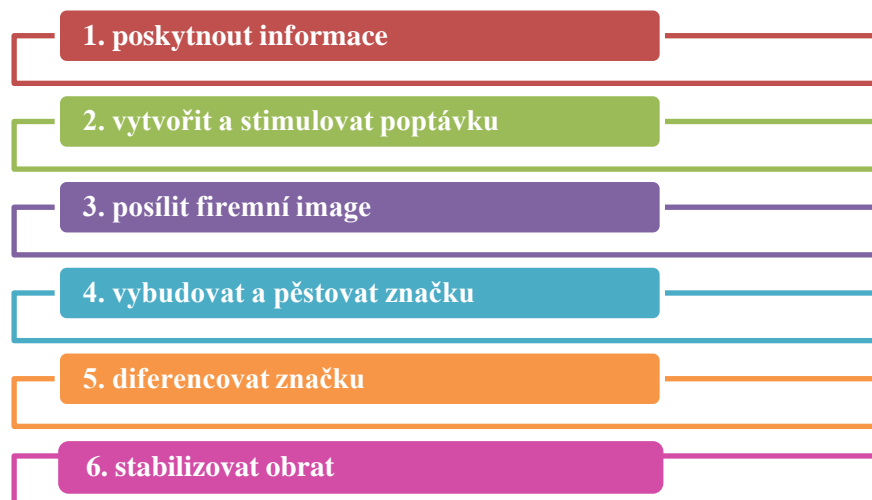 1. poskytnout informace
2. vytvořit a stimulovat poptávku
3. posílit firemní image
4. vybudovat a pěstovat značku
5. diferencovat značku
6. stabilizovat obrat